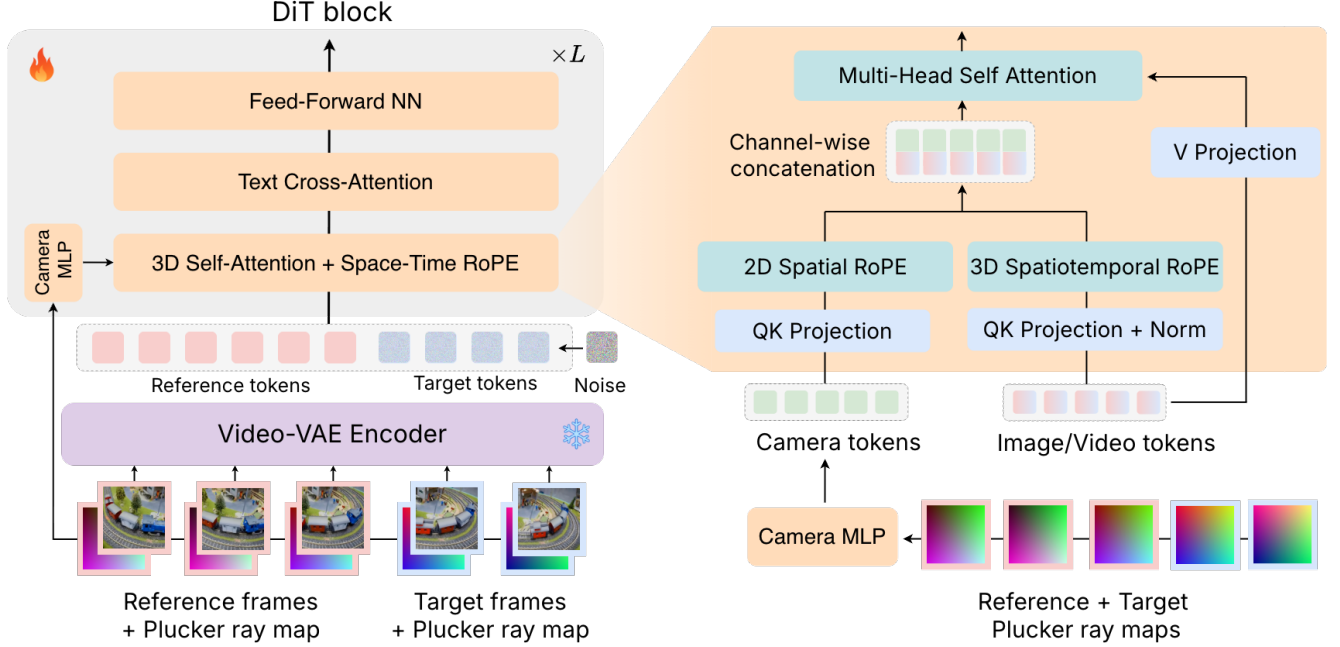 DiT block
×L
Feed-Forward NN
Text Cross-Attention
Camera
MLP
3D Self-Attention + Space-Time RoPE
Reference tokens
Target tokens
Noise
Video-VAE Encoder
Reference frames
+ Plucker ray map
Target frames
+ Plucker ray map
Multi-Head Self Attention
Channel-wise
concatenation
V Projection
2D Spatial RoPE
3D Spatiotemporal RoPE
QK Projection
QK Projection + Norm
Camera tokens
Image/Video tokens
Camera MLP
Reference + Target
Plucker ray maps